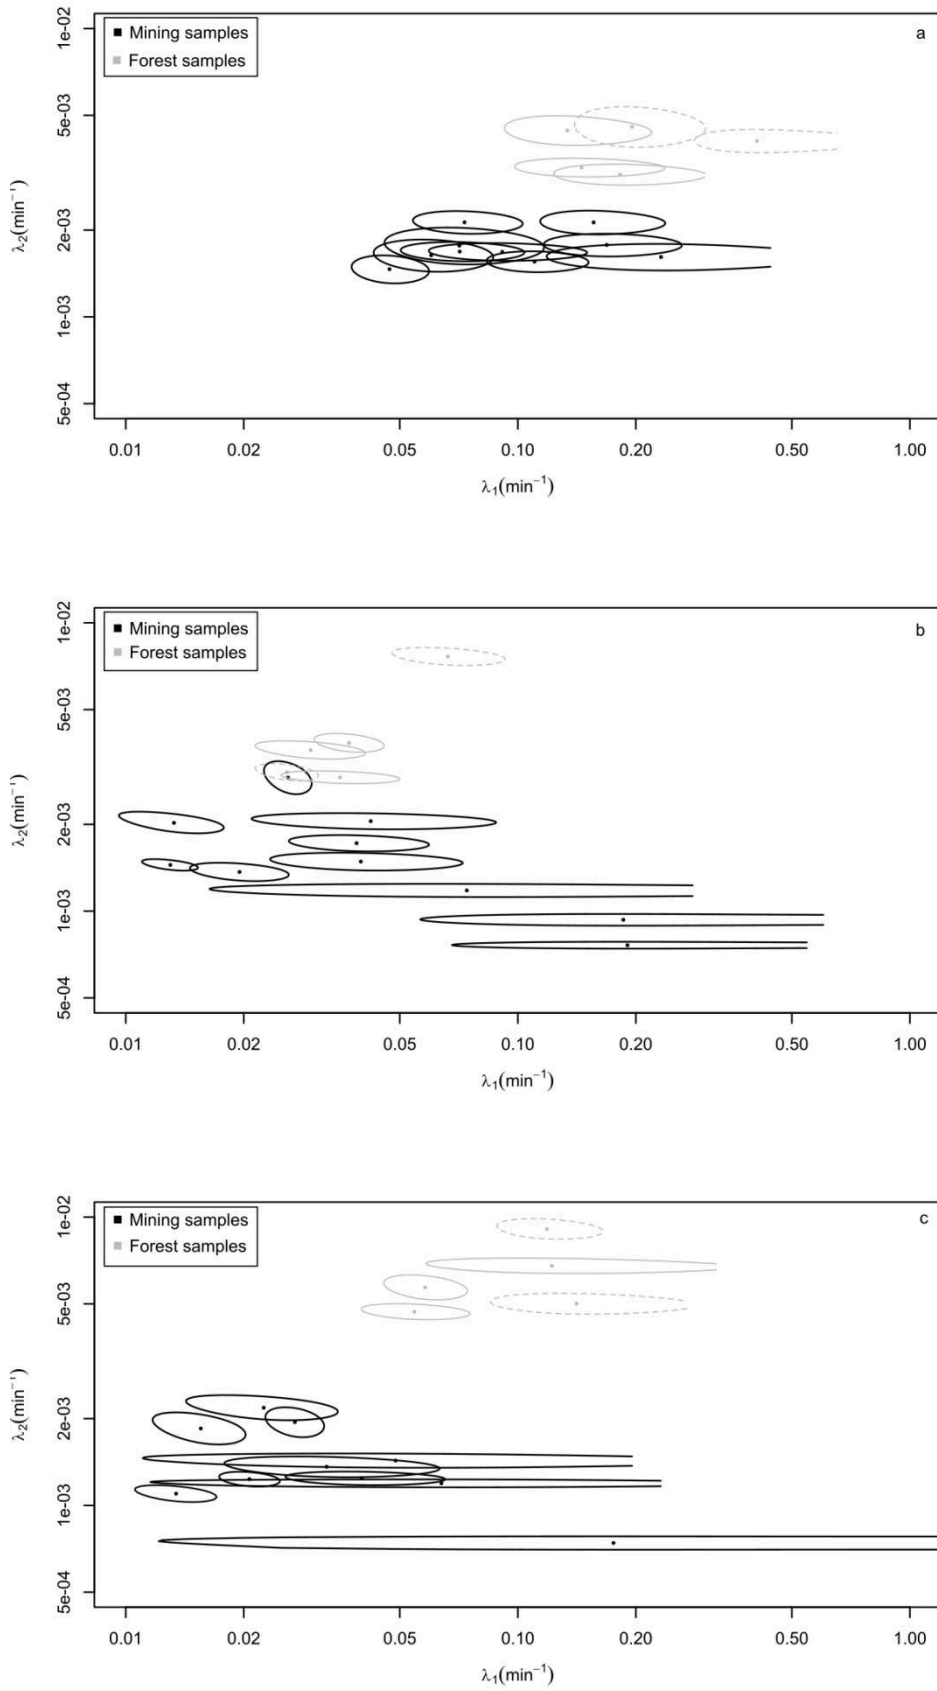 a
Mining samples
Forest samples
1e-02
5e-03
2e-03
1e-03
5e-04
λ₂(min⁻¹)
0.01 0.02 0.05 0.10 0.20 0.50 1.00
λ₁(min⁻¹)
b
Mining samples
Forest samples
1e-02
5e-03
2e-03
1e-03
5e-04
λ₂(min⁻¹)
0.01 0.02 0.05 0.10 0.20 0.50 1.00
λ₁(min⁻¹)
c
Mining samples
Forest samples
1e-02
5e-03
2e-03
1e-03
5e-04
λ₂(min⁻¹)
0.01 0.02 0.05 0.10 0.20 0.50 1.00
λ₁(min⁻¹)